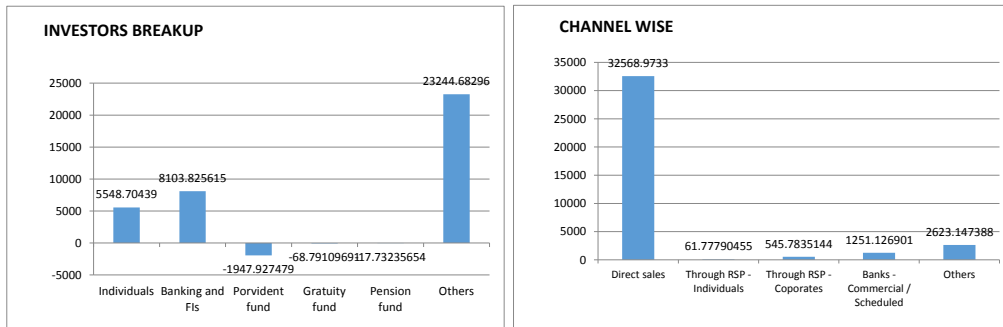 INVESTORS BREAKUP
25000
20000
15000
10000
5000
0
-5000
5548.70439
8103.825615
-1947.927479
-68.7910969117.73235654
23244.68296
Individuals
Banking and
FIs
Porvident
fund
Gratuity
fund
Pension
fund
Others
CHANNEL WISE
35000
30000
25000
20000
15000
10000
5000
0
32568.9733
61.77790455
545.7835144
1251.126901
2623.147388
Direct sales
Through RSP -
Individuals
Through RSP -
Coporates
Banks -
Commercial /
Scheduled
Others